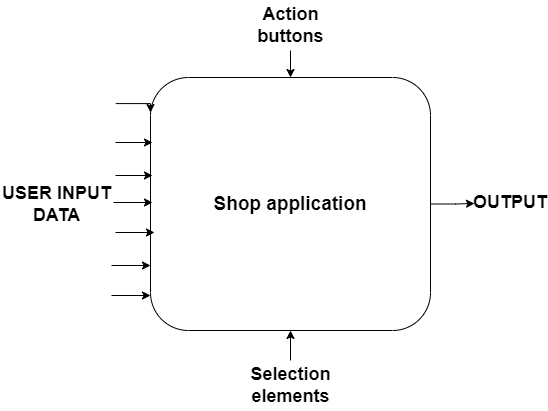 Action
buttons
USER INPUT
DATA
Shop application
OUTPUT
Selection
elements